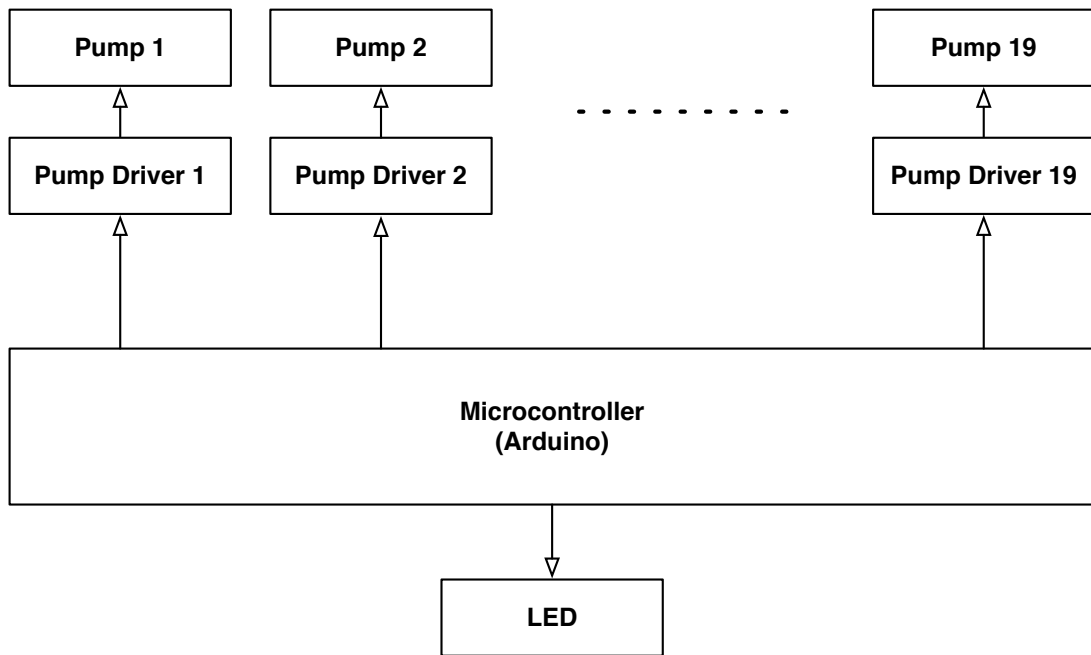 Pump 1
Pump 2
Pump 19
Pump Driver 1
Pump Driver 2
Pump Driver 19
Microcontroller
(Arduino)
LED